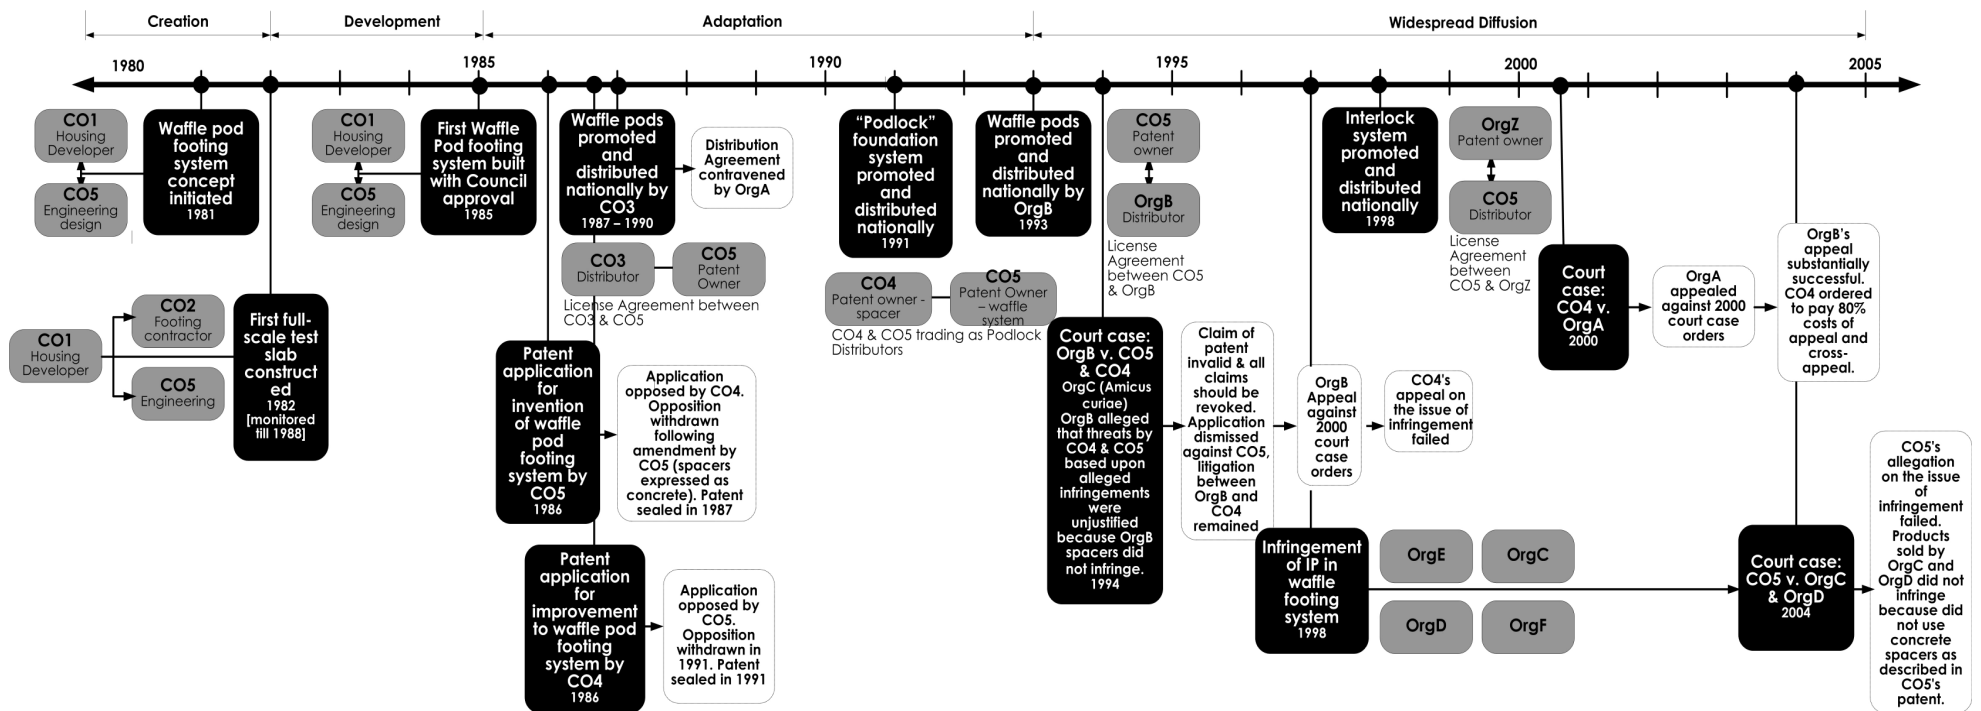 Creation
Development
Adaptation
Widespread Diffusion
1980
1985
1990
1995
2000
2005
CO1
Housing
Developer
CO5
Engineering
design
Waffle pod
footing
system
concept
initiated
1981
CO1
Housing
Developer
CO5
Engineering
design
First Waffle
Pod footing
system built
with Council
approval
1985
Waffle pods
promoted
and
distributed
nationally by
CO3
1987 – 1990
Distribution
Agreement
contravened
by OrgA
CO3
Distributor
CO5
Patent
Owner
License Agreement between
CO3 & CO5
"Podlock"
foundation
system
promoted
and
distributed
nationally
1991
CO4
Patent owner -
spacer
CO5
Patent Owner
– waffle
system
CO4 & CO5 trading as Podlock
Distributors
Waffle pods
promoted
and
distributed
nationally by
OrgB
1993
CO5
Patent
owner
OrgB
Distributor
License
Agreement
between CO5
& OrgB
Interlock
system
promoted
and
distributed
nationally
1998
OrgZ
Patent owner
CO5
Distributor
License
Agreement
between
CO5 & OrgZ
Court
case:
CO4 v.
OrgA
2000
OrgA
appealed
against 2000
court case
orders
OrgB's
appeal
substantially
successful.
CO4 ordered
to pay 80%
costs of
appeal and
cross-
appeal.
CO1
Housing
Developer
CO2
Footing
contractor
CO5
Engineering
First full-
scale test
slab
construct
ed
1982
[monitored
till 1988]
Patent
application
for
invention
of waffle
pod
footing
system by
CO5
1986
Application
opposed by CO4.
Opposition
withdrawn
following
amendment by
CO5 (spacers
expressed as
concrete). Patent
sealed in 1987
Patent
application
for
improvement
to waffle pod
footing
system by
CO4
1986
Application
opposed by
CO5.
Opposition
withdrawn in
1991. Patent
sealed in 1991
Court case:
OrgB v. CO5
& CO4
OrgC (Amicus
curiae)
OrgB alleged
that threats by
CO4 & CO5
based upon
alleged
infringements
were
unjustified
because OrgB
spacers did
not infringe.
1994
Claim of
patent
invalid & all
claims
should be
revoked.
Application
dismissed
against CO5,
litigation
between
OrgB and
CO4
remained
OrgB
Appeal
against
2000
court
case
orders
CO4's
appeal on
the issue of
infringement
failed
Infringement
of IP in
waffle
footing
system
1998
OrgE
OrgC
OrgD
OrgF
Court case:
CO5 v. OrgC
& OrgD
2004
CO5's
allegation
on the issue
of
infringement
failed.
Products
sold by
OrgC and
OrgD did not
infringe
because did
not use
concrete
spacers as
described in
CO5's
patent.